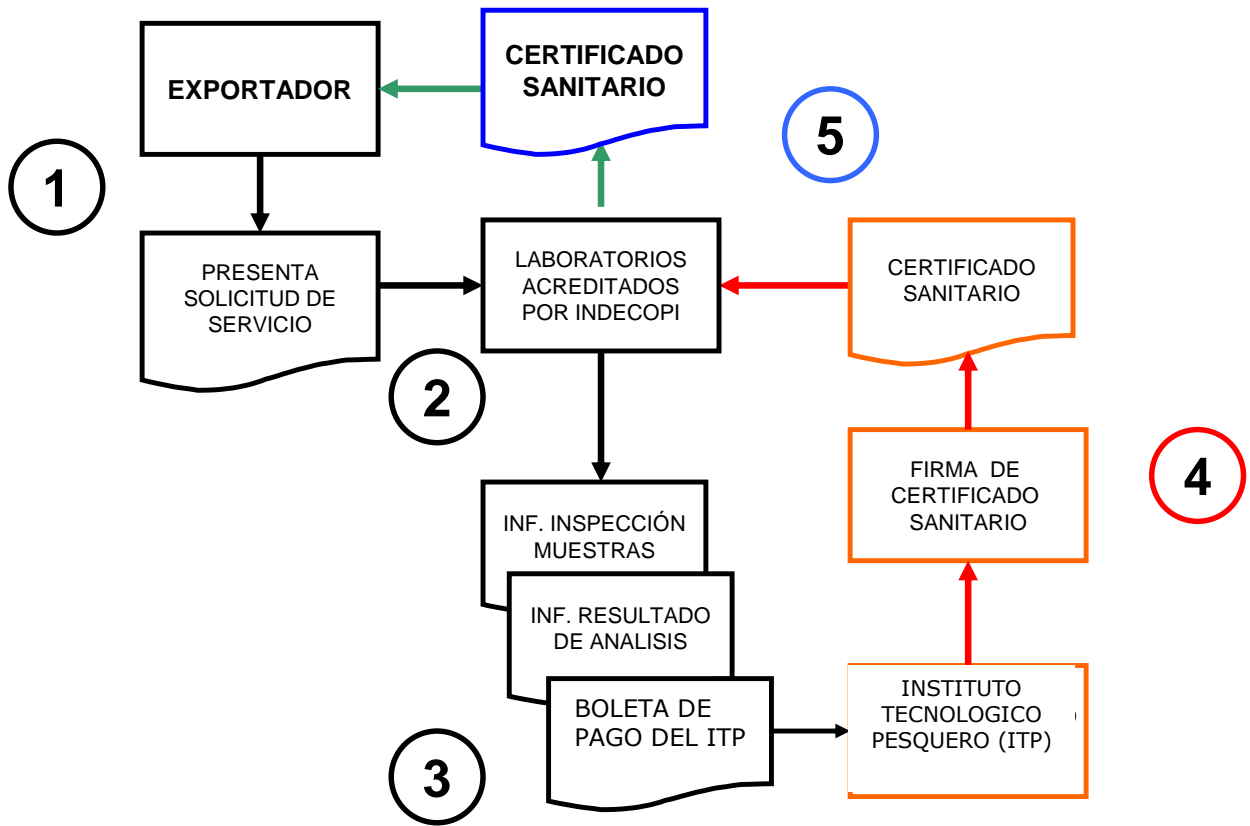 EXPORTADOR
CERTIFICADO
SANITARIO
5
1
PRESENTA
SOLICITUD DE
SERVICIO
LABORATORIOS
ACREDITADOS
POR INDECOPI
CERTIFICADO
SANITARIO
2
FIRMA DE
CERTIFICADO
SANITARIO
4
INF. INSPECCIÓN
MUESTRAS
INF. RESULTADO
DE ANALISIS
BOLETA DE
PAGO DEL ITP
INSTITUTO
TECNOLOGICO
PESQUERO (ITP)
3